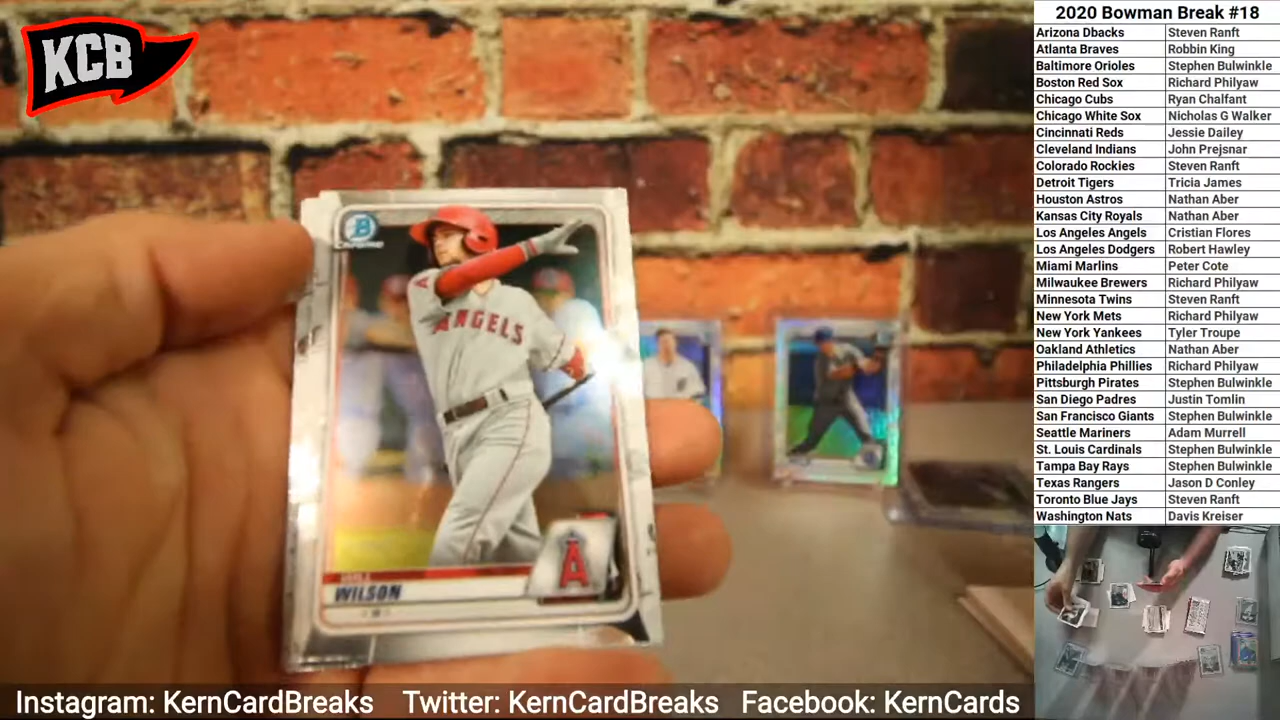 KCB
2020 Bowman Break #18
Arizona Dbacks Steven Ranft
Atlanta Braves Robbin King
Baltimore Orioles Stephen Bulwinkle
Boston Red Sox Richard Philyaw
Chicago Cubs Ryan Chalfant
Chicago White Sox Nicholas G Walker
Cincinnati Reds Jessie Dailey
Cleveland Indians John Prejsnar
Colorado Rockies Steven Ranft
Detroit Tigers Tricia James
Houston Astros Nathan Aber
Kansas City Royals Nathan Aber
Los Angeles Angels Cristian Flores
Los Angeles Dodgers Robert Hawley
Miami Marlins Peter Cote
Milwaukee Brewers Richard Philyaw
Minnesota Twins Steven Ranft
New York Mets Richard Philyaw
New York Yankees Tyler Troupe
Oakland Athletics Nathan Aber
Philadelphia Phillies Richard Philyaw
Pittsburgh Pirates Stephen Bulwinkle
San Diego Padres Justin Tomlin
San Francisco Giants Stephen Bulwinkle
Seattle Mariners Adam Murrell
St. Louis Cardinals Stephen Bulwinkle
Tampa Bay Rays Stephen Bulwinkle
Texas Rangers Jason D Conley
Toronto Blue Jays Steven Ranft
Washington Nats Davis Kreiser
B
Chrome
ANGELS
A
WILL
WILSON
Instagram: KernCardBreaks Twitter: KernCardBreaks Facebook: KernCards